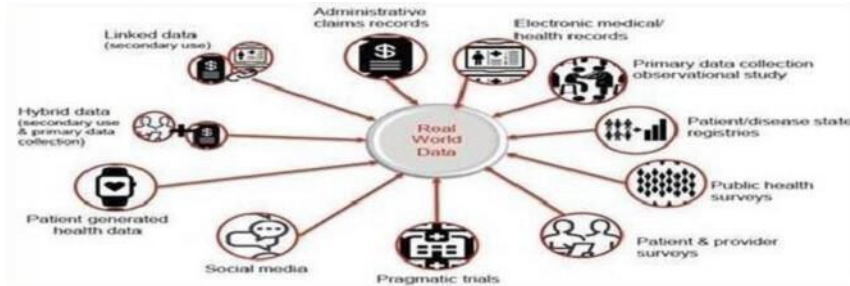 Administrative
claims records
Electronic medical/
health records
Linked data
(secondary use)
Primary data collection
observational study
Hybrid data
(secondary use
& primary data
collection)
Real
World
Data
Patient/disease state
registries
Patient generated
health data
Public health
surveys
Social media
Pragmatic trials
Patient & provider
surveys